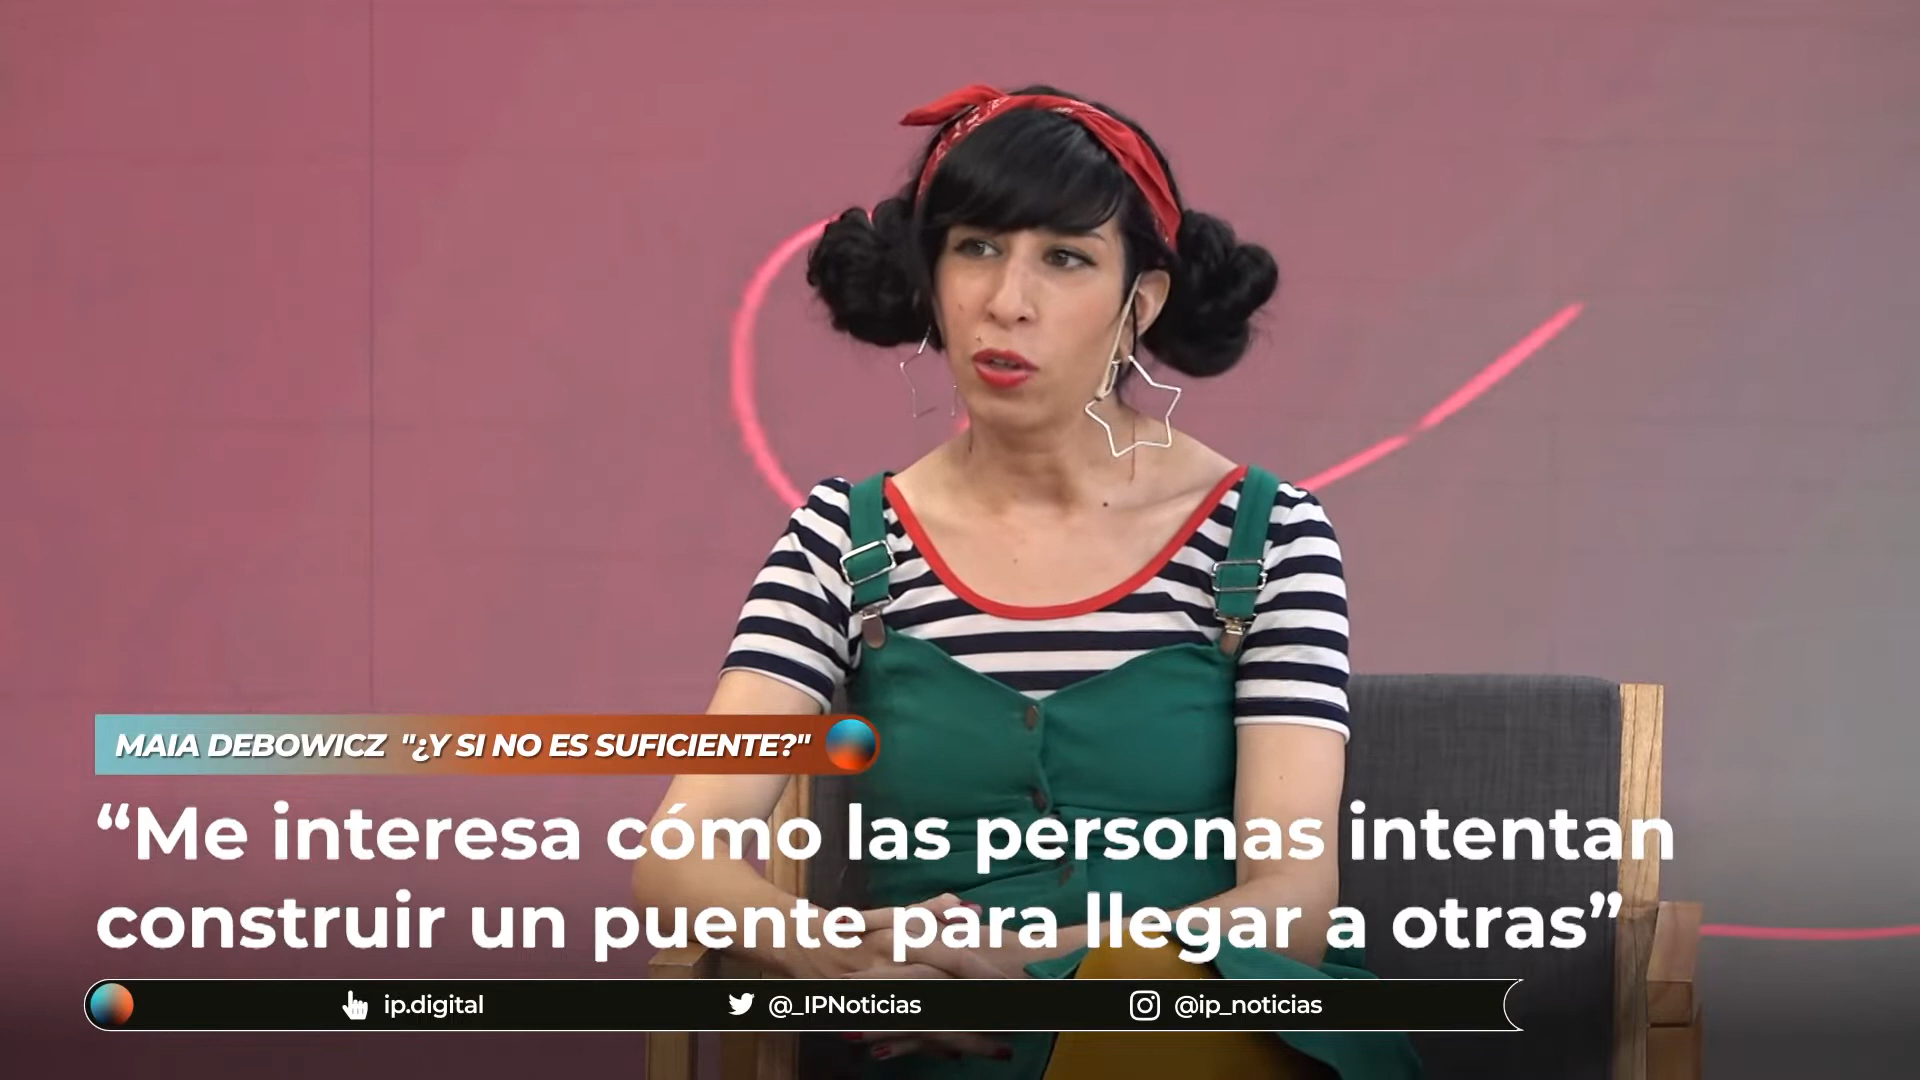 MAIA DEBOWICZ "¿Y SI NO ES SUFICIENTE?"
“Me interesa cómo las personas intentan
construir un puente para llegar a otras”
ip.digital @_IPNoticias @ip_noticias